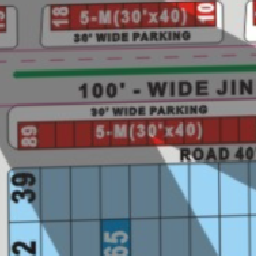 18 5-M(30'x40) 10
30' WIDE PARKING
100' - WIDE JIN
30' WIDE PARKING
89 5-M(30'x40)
ROAD 40
39
2 65